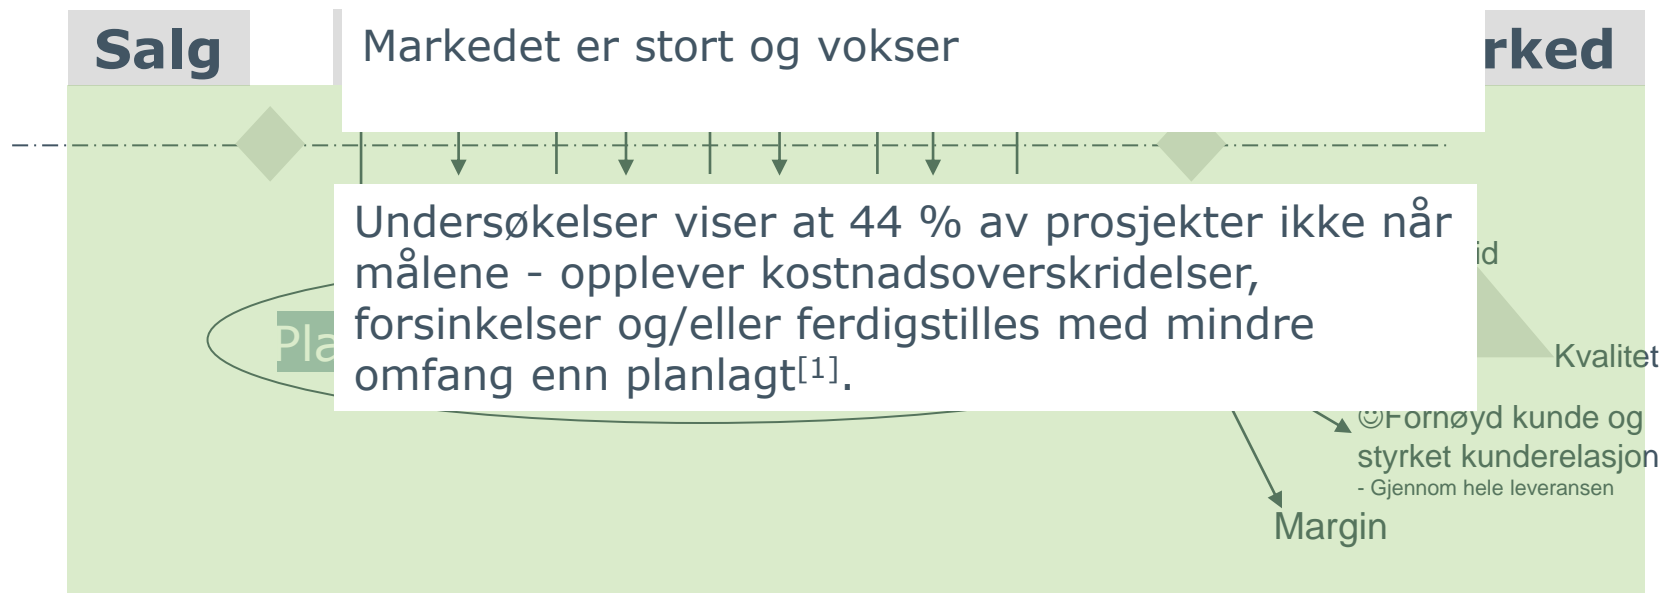 Salg
Markedet er stort og vokser
rked
Undersøkelser viser at 44 % av prosjekter ikke når
målene - opplever kostnadsoverskridelser,
forsinkelser og/eller ferdigstilles med mindre
omfang enn planlagt[1].
id
Pla
Kvalitet
☺Fornøyd kunde og
styrket kunderelasjon
- Gjennom hele leveransen
Margin